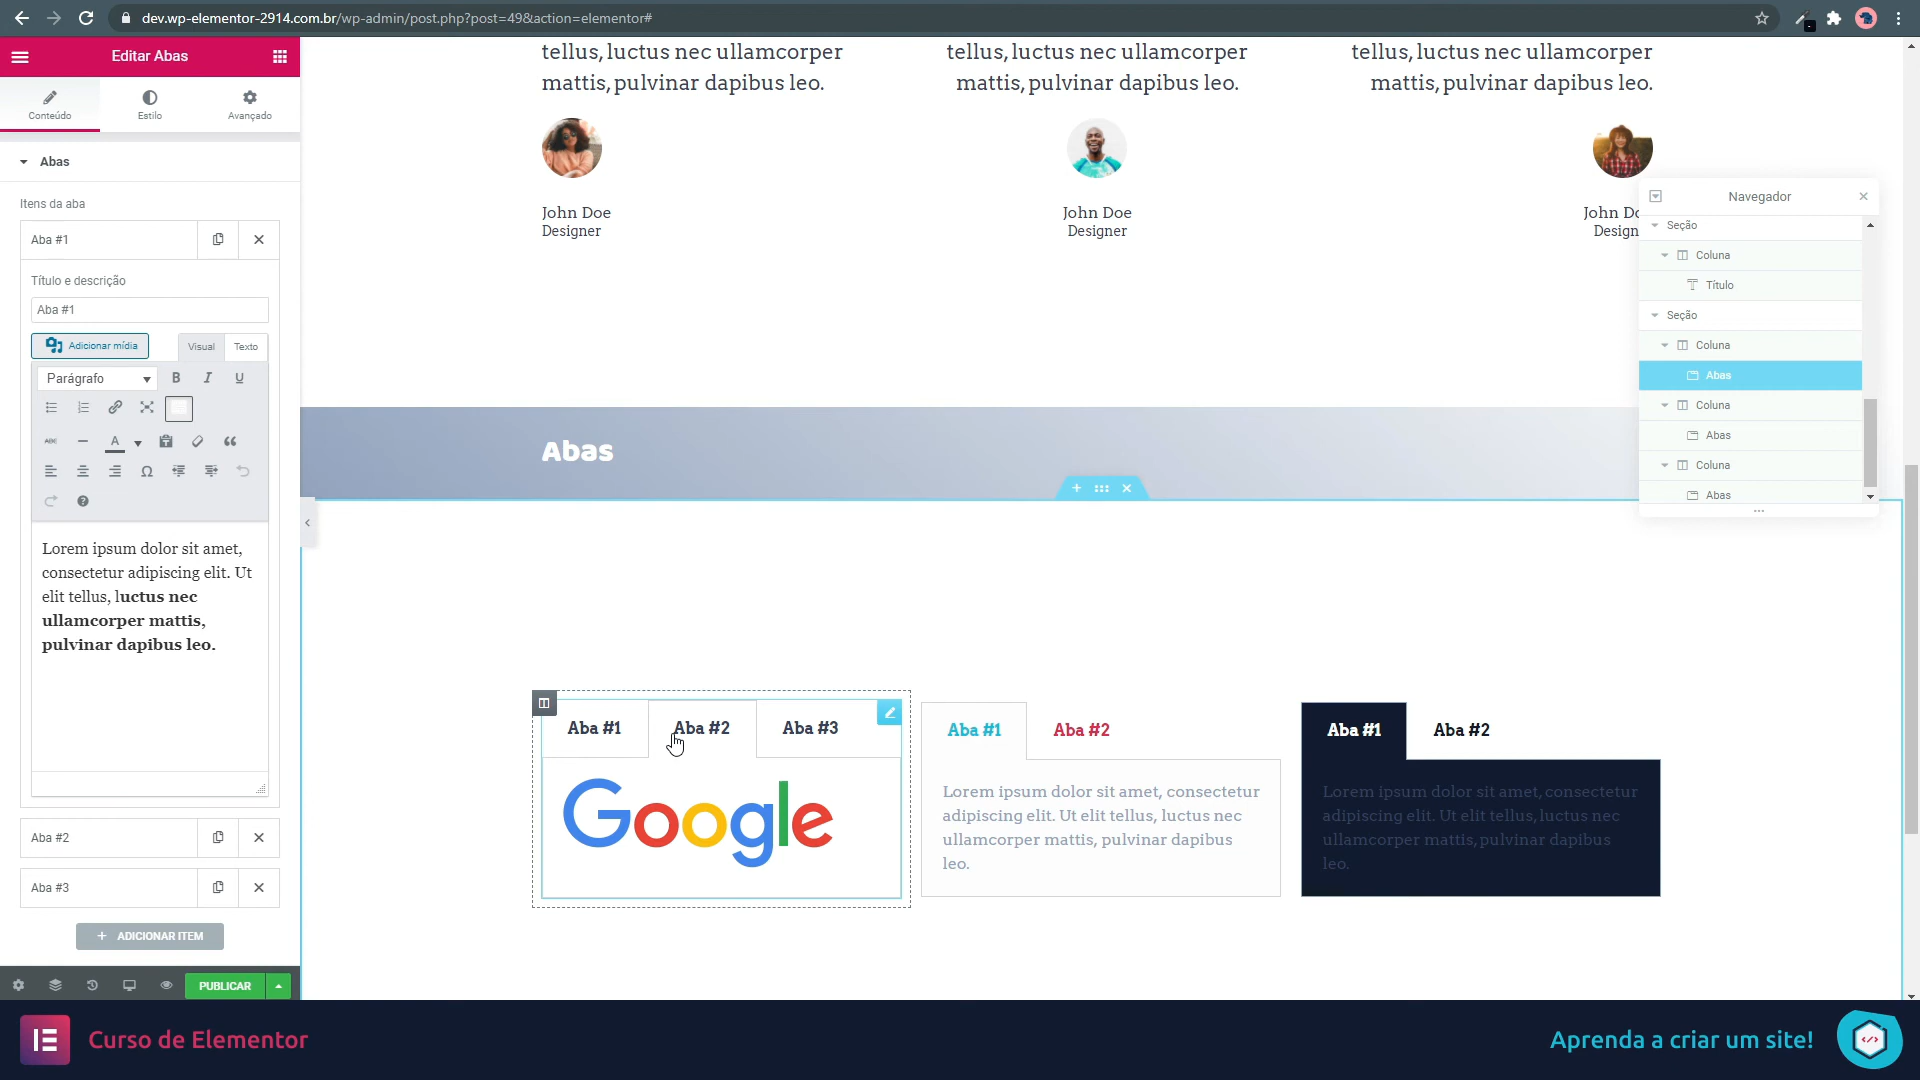 dev.wp-elementor-2914.com.br/wp-admin/post.php?post=49&action=elementor#
Editar Abas
Conteúdo
Estilo
Avançado
Abas
Itens da aba
Aba #1
Título e descrição
Aba #1
Adicionar mídia
Visual
Texto
Parágrafo
B
I
U
ABC
A
Ω
Lorem ipsum dolor sit amet,
consectetur adipiscing elit. Ut
elit tellus, luctus nec
ullamcorper mattis,
pulvinar dapibus leo.
Aba #2
Aba #3
ADICIONAR ITEM
PUBLICAR
tellus, luctus nec ullamcorper
mattis, pulvinar dapibus leo.
John Doe
Designer
tellus, luctus nec ullamcorper
mattis, pulvinar dapibus leo.
John Doe
Designer
tellus, luctus nec ullamcorper
mattis, pulvinar dapibus leo.
John Do
Design
Navegador
Seção
Coluna
Título
Seção
Coluna
Abas
Coluna
Abas
Coluna
Abas
Abas
Aba #1
Aba #2
Aba #3
Google
Aba #1
Aba #2
Lorem ipsum dolor sit amet, consectetur
adipiscing elit. Ut elit tellus, luctus nec
ullamcorper mattis, pulvinar dapibus
leo.
Aba #1
Aba #2
Lorem ipsum dolor sit amet, consectetur
adipiscing elit. Ut elit tellus, luctus nec
ullamcorper mattis, pulvinar dapibus
leo.
Curso de Elementor
Aprenda a criar um site!